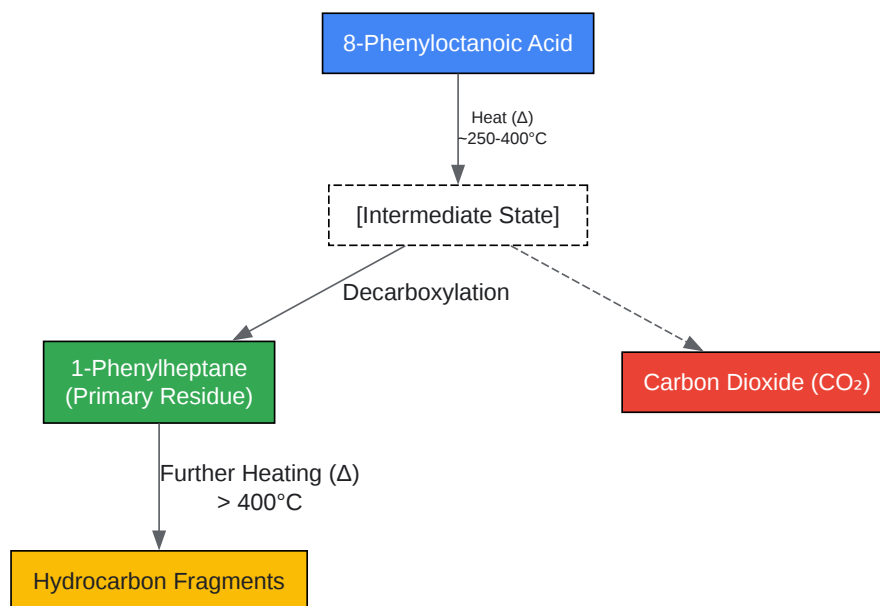 8-Phenyloctanoic Acid
Heat (Δ)
~250-400°C
[Intermediate State]
Decarboxylation
1-Phenylheptane
(Primary Residue)
Carbon Dioxide (CO₂)
Further Heating (Δ)
> 400°C
Hydrocarbon Fragments